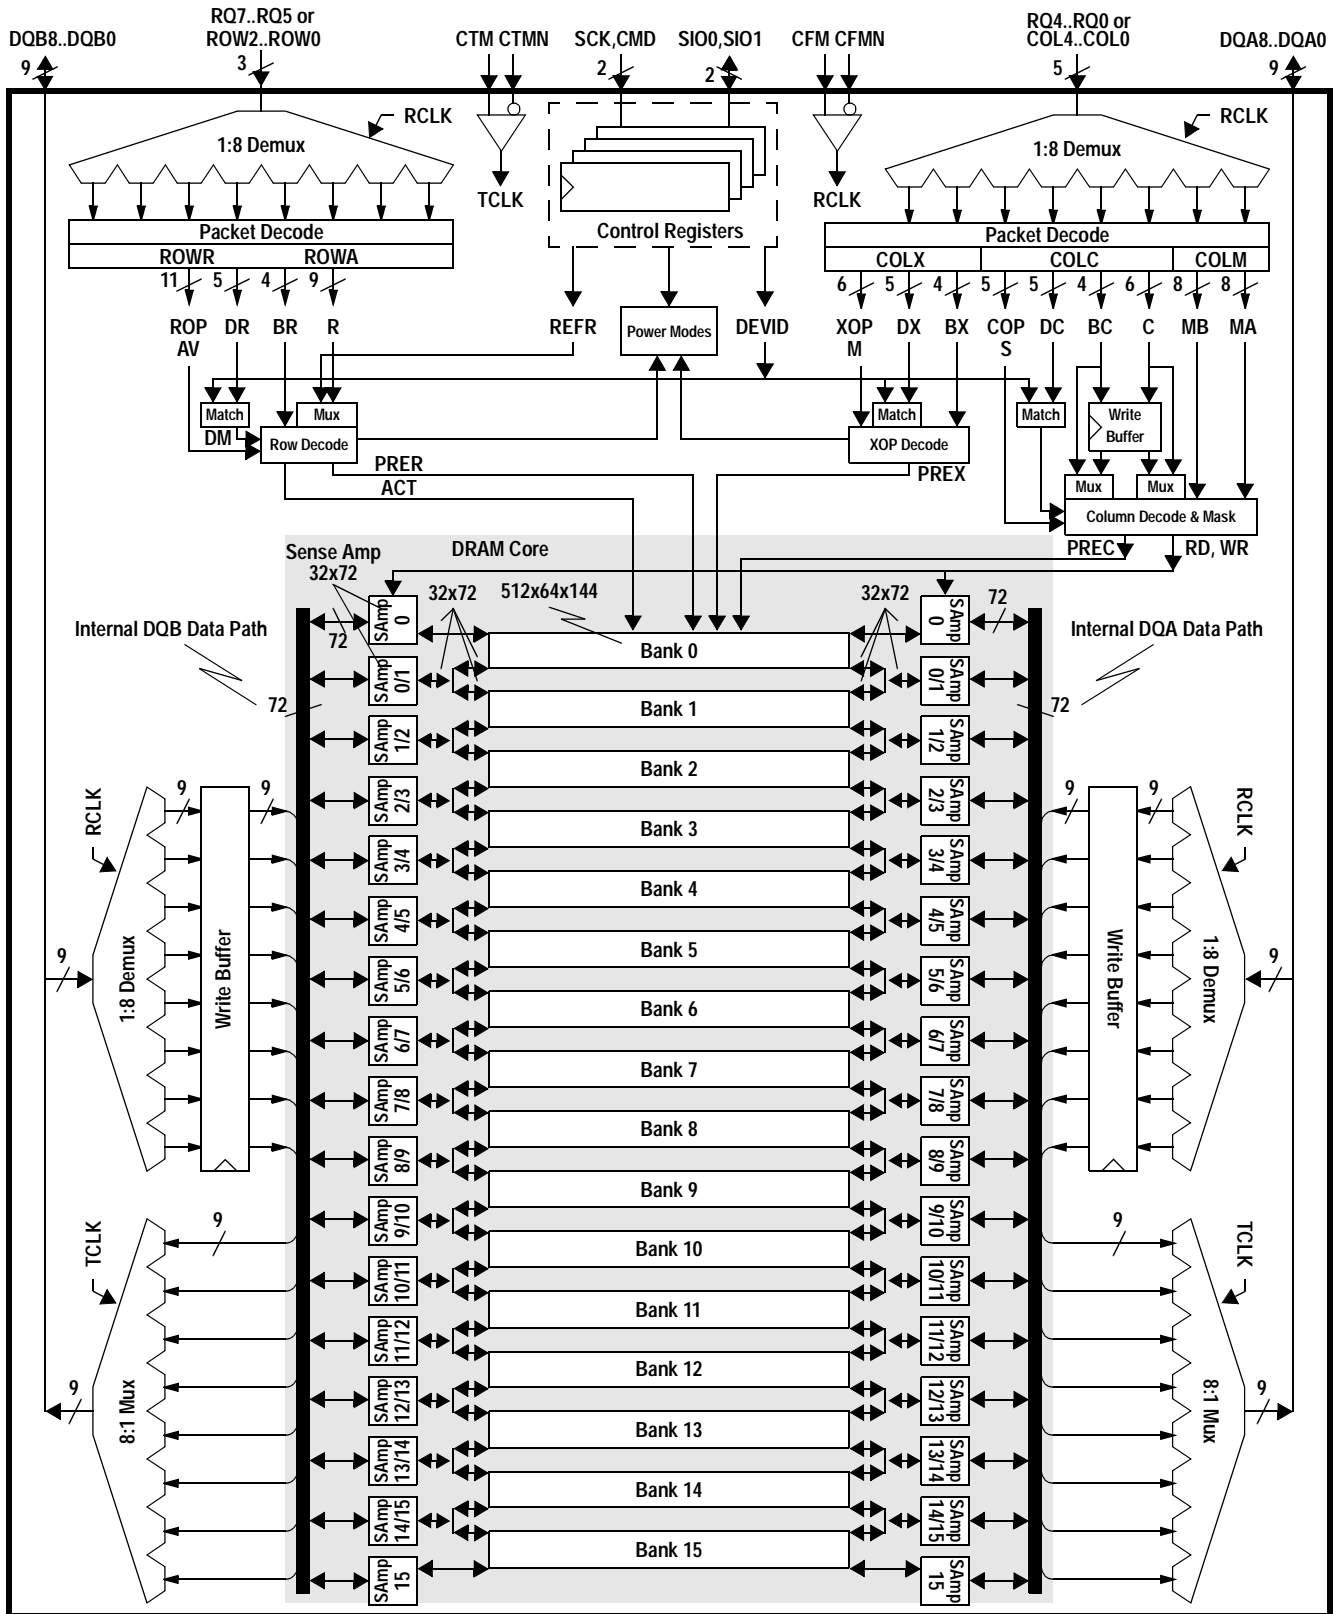 RQ7..RQ5 or
ROW2..ROW0
RQ4..RQ0 or
COL4..COL0
DQB8..DQB0
CTM CTMN
SCK,CMD
SIO0,SIO1
CFM CFMN
DQA8..DQA0
9
3
2
2
5
9
RCLK
1:8 Demux
TCLK
Control Registers
RCLK
RCLK
1:8 Demux
Packet Decode
ROWR
ROWA
Packet Decode
COLX
COLC
COLM
11
5
4
9
6
5
4
5
5
4
6
8
8
ROP
AV
DR
BR
R
REFR
Power Modes
DEVID
XOP
M
DX
BX
COP
S
DC
BC
C
MB
MA
Match
Mux
Match
Match
Write
Buffer
DM
Row Decode
XOP Decode
PRER
ACT
PREX
Mux
Mux
Column Decode & Mask
PREC
RD, WR
Sense Amp
DRAM Core
32x72
32x72
512x64x144
32x72
72
72
Internal DQB Data Path
Internal DQA Data Path
72
72
SAmp
0
Bank 0
SAmp
0
SAmp
0/1
SAmp
0/1
Bank 1
SAmp
1/2
SAmp
1/2
Bank 2
SAmp
2/3
SAmp
2/3
Bank 3
SAmp
3/4
SAmp
3/4
Bank 4
SAmp
4/5
SAmp
4/5
Bank 5
SAmp
5/6
SAmp
5/6
Bank 6
SAmp
6/7
SAmp
6/7
Bank 7
SAmp
7/8
SAmp
7/8
Bank 8
SAmp
8/9
SAmp
8/9
Bank 9
SAmp
9/10
SAmp
9/10
Bank 10
SAmp
10/11
SAmp
10/11
Bank 11
SAmp
11/12
SAmp
11/12
Bank 12
SAmp
12/13
SAmp
12/13
Bank 13
SAmp
13/14
SAmp
13/14
Bank 14
SAmp
14/15
SAmp
14/15
Bank 15
SAmp
15
SAmp
15
RCLK
9
9
9
1:8 Demux
Write Buffer
9
9
RCLK
Write Buffer
1:8 Demux
9
TCLK
9
9
8:1 Mux
9
TCLK
8:1 Mux
9